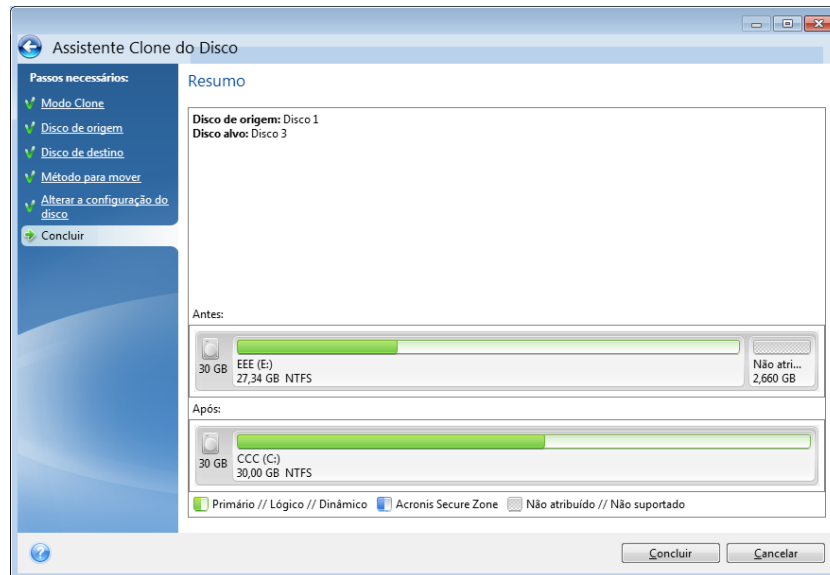 Assistente Clone do Disco
Passos necessários:
Modo Clone
Disco de origem
Disco de destino
Método para mover
Alterar a configuração do
disco
Concluir
Resumo
Disco de origem: Disco 1
Disco alvo: Disco 3
Antes:
30 GB
EEE (E:)
27,34 GB NTFS
Não atri...
2,660 GB
Após:
30 GB
CCC (C:)
30,00 GB NTFS
Primário // Lógico // Dinâmico Acronis Secure Zone Não atribuído // Não suportado
Concluir Cancelar